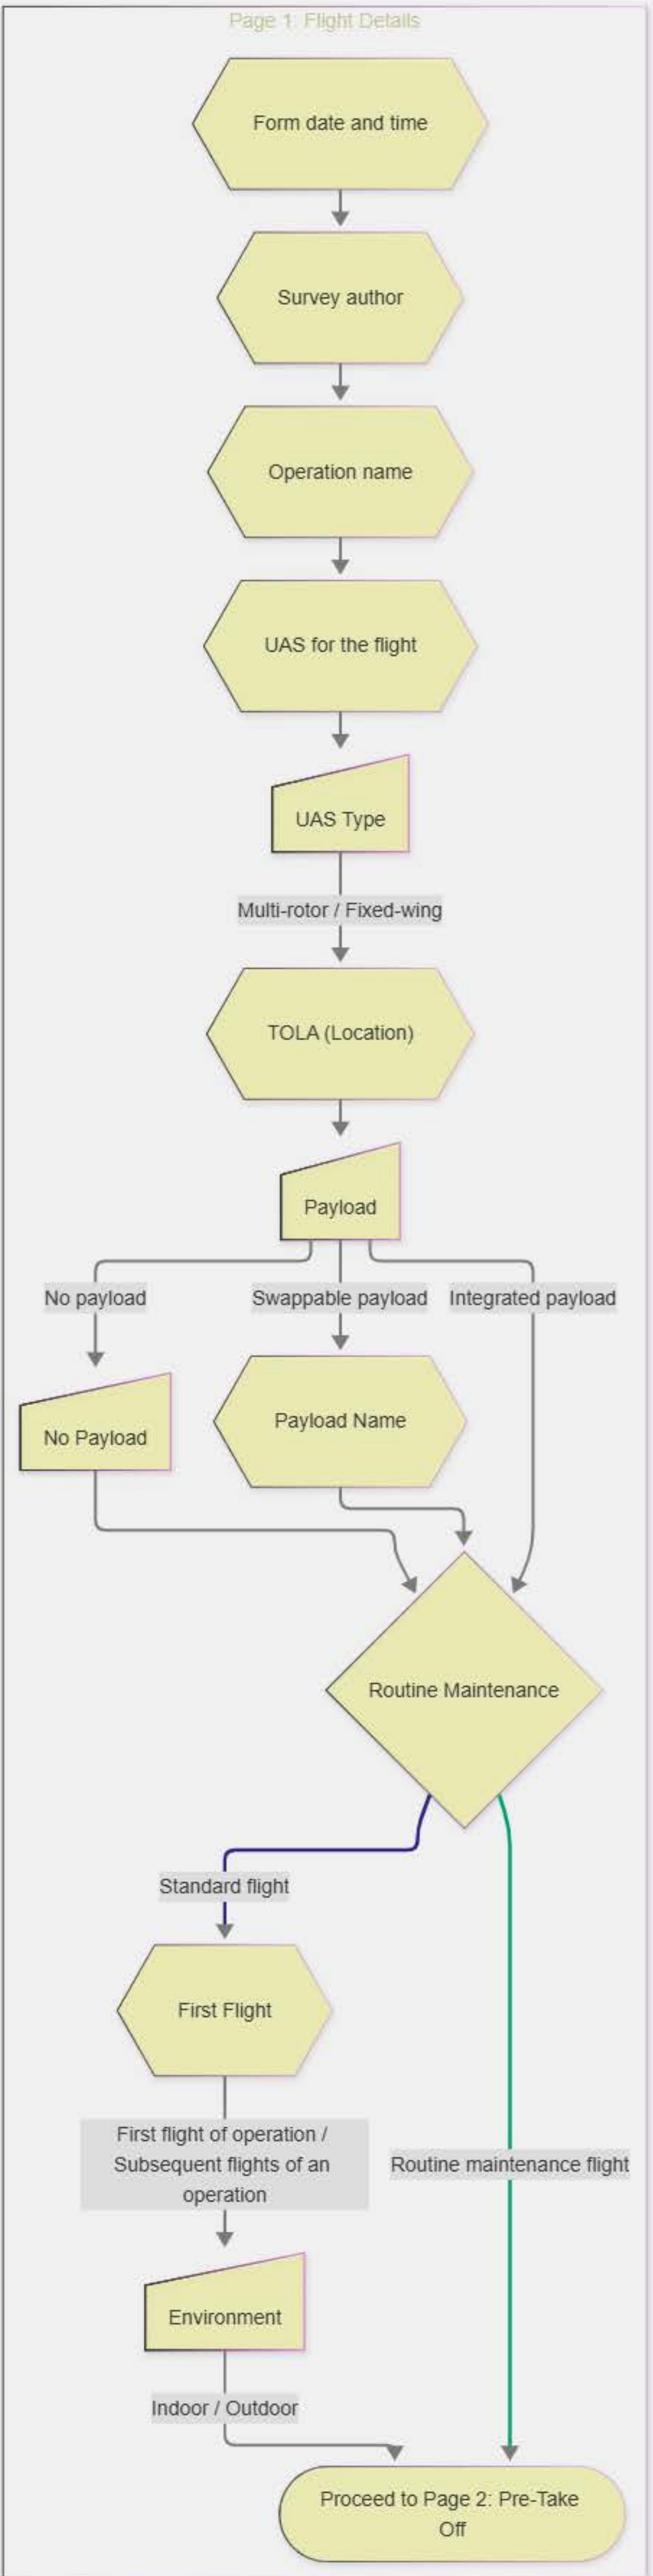 Page 1: Flight Details
Form date and time
Survey author
Operation name
UAS for the flight
UAS Type
Multi-rotor / Fixed-wing
TOLA (Location)
Payload
No payload
Swappable payload
Integrated payload
No Payload
Payload Name
Routine Maintenance
Standard flight
First Flight
First flight of operation /
Subsequent flights of an
operation
Routine maintenance flight
Environment
Indoor / Outdoor
Proceed to Page 2: Pre-Take
Off